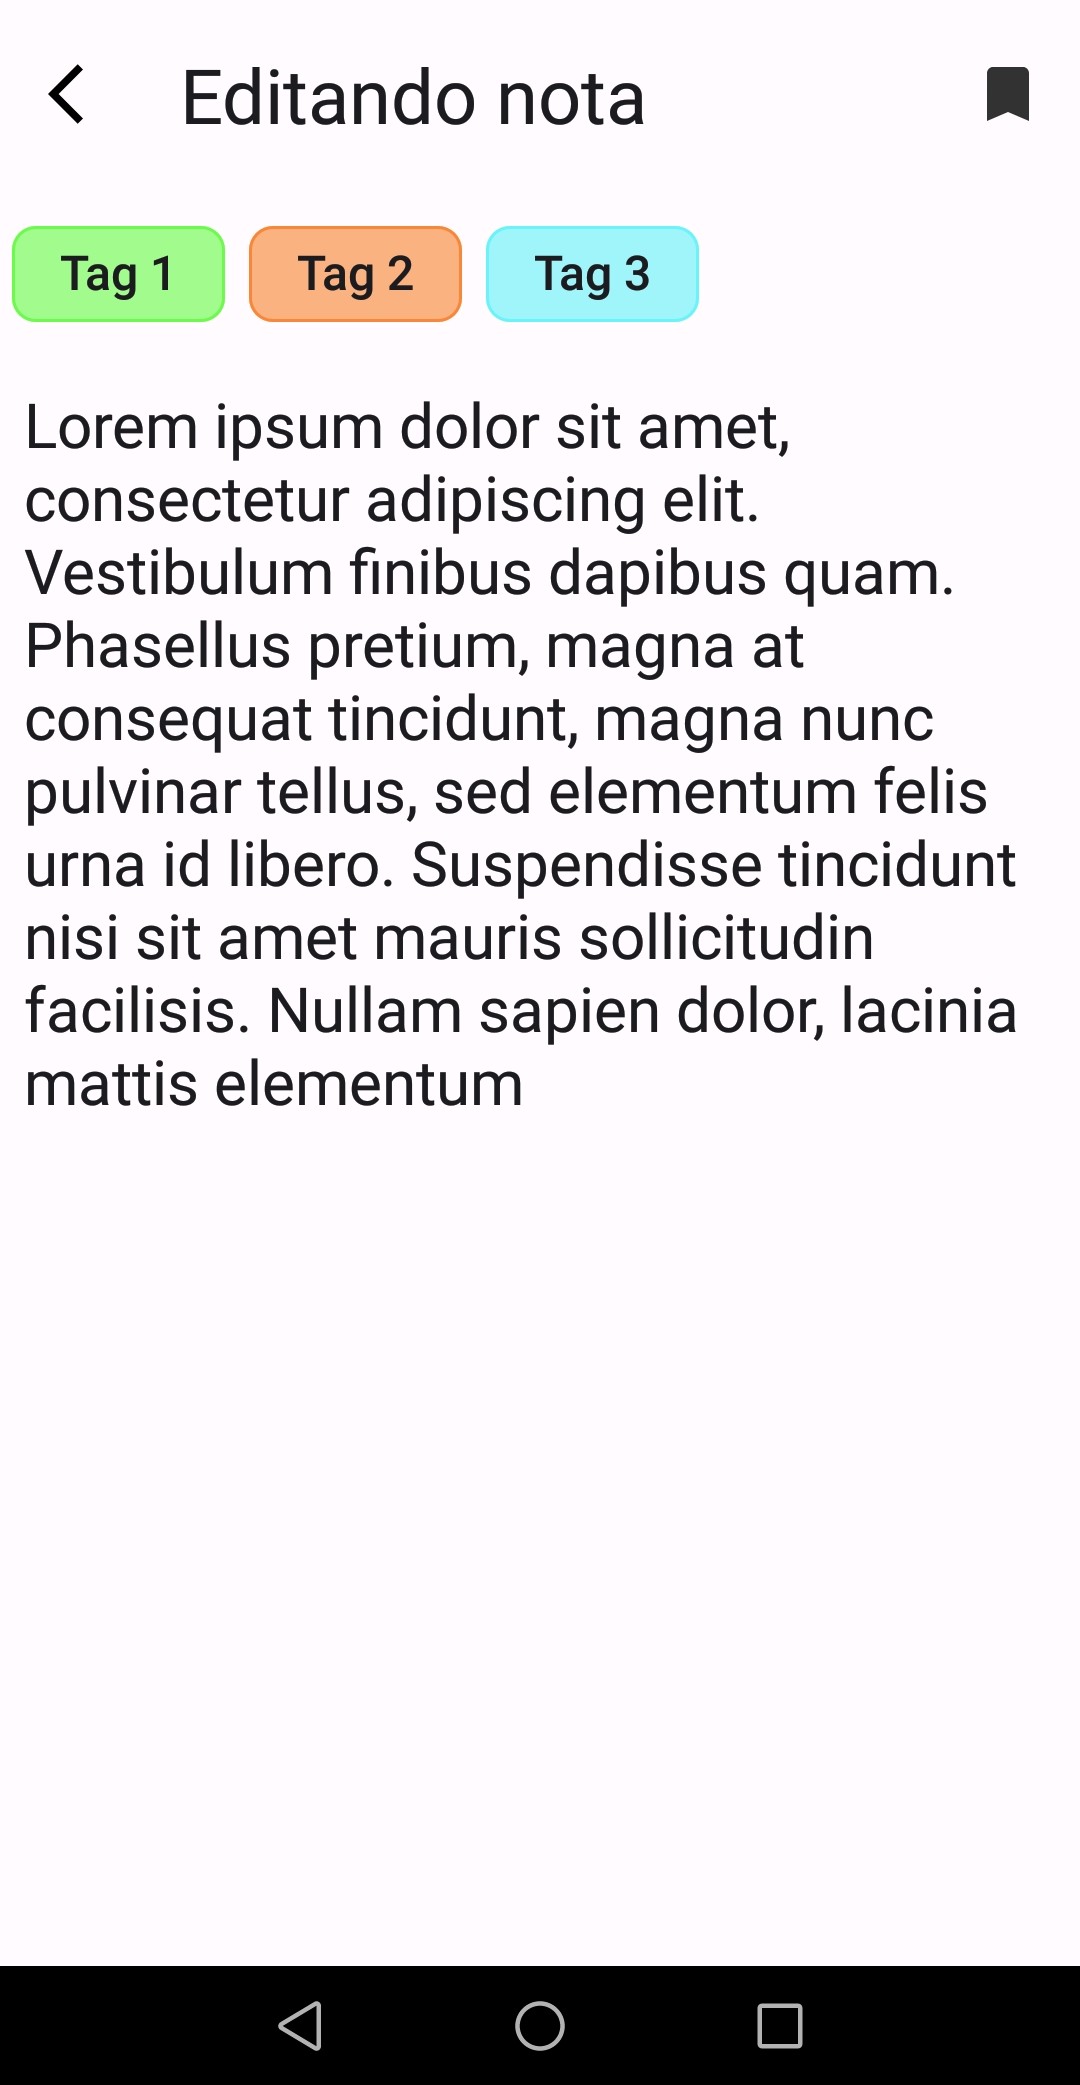 Editando nota
Tag 1 Tag 2 Tag 3
Lorem ipsum dolor sit amet,
consectetur adipiscing elit.
Vestibulum finibus dapibus quam.
Phasellus pretium, magna at
consequat tincidunt, magna nunc
pulvinar tellus, sed elementum felis
urna id libero. Suspendisse tincidunt
nisi sit amet mauris sollicitudin
facilisis. Nullam sapien dolor, lacinia
mattis elementum